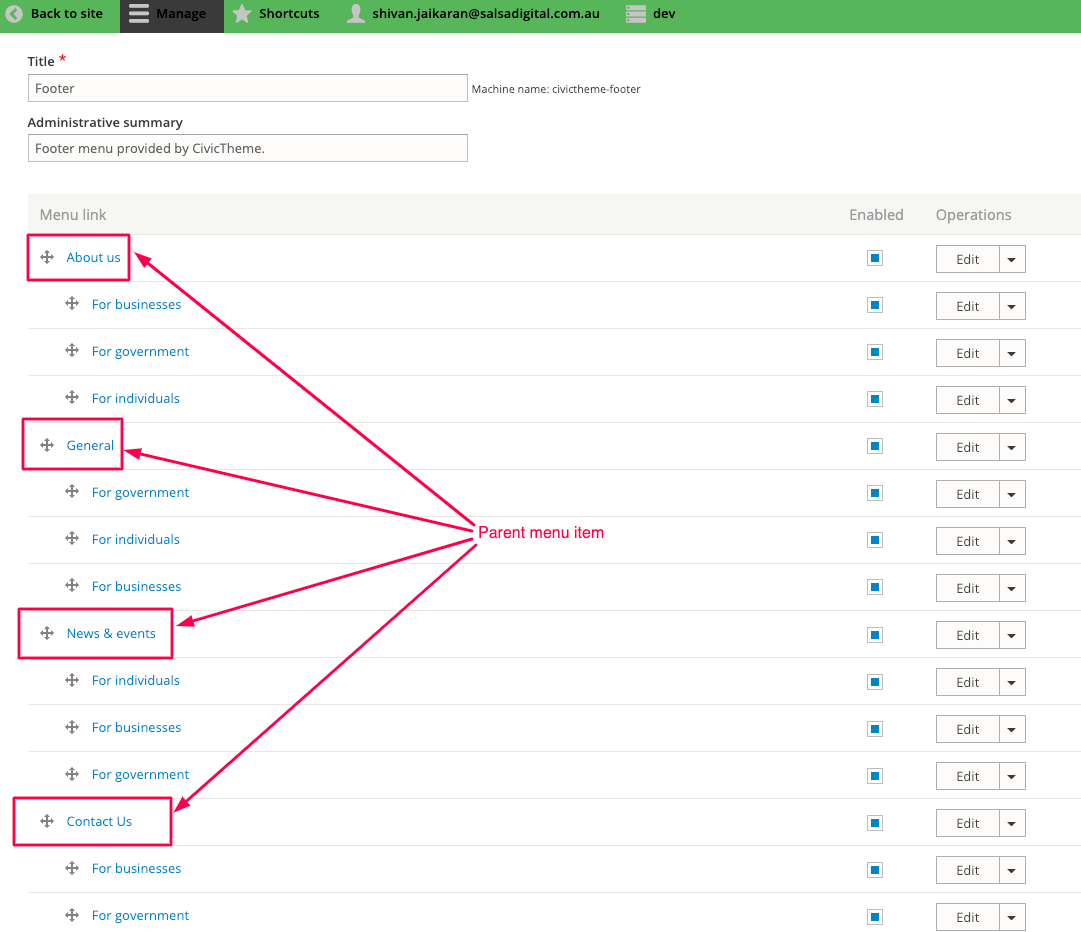 Back to site Manage Shortcuts shivan.jaikaran@salsadigital.com.au dev
Title *
Footer Machine name: civictheme-footer
Administrative summary
Footer menu provided by CivicTheme.
Menu link Enabled Operations
About us Edit
For businesses Edit
For government Edit
For individuals Edit
General Edit
For government Edit
Parent menu item
For individuals Edit
For businesses Edit
News & events Edit
For individuals Edit
For businesses Edit
For government Edit
Contact Us Edit
For businesses Edit
For government Edit